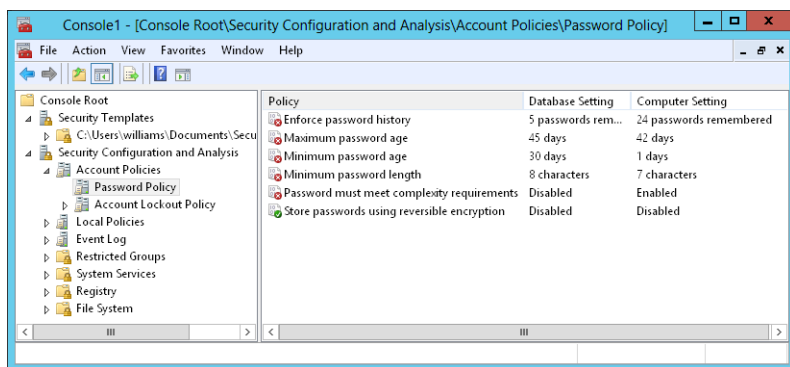 Console1 - [Console Root\Security Configuration and Analysis\Account Policies\Password Policy]
File Action View Favorites Window Help
Console Root
Security Templates
C:\Users\williams\Documents\Secu
Security Configuration and Analysis
Account Policies
Password Policy
Account Lockout Policy
Local Policies
Event Log
Restricted Groups
System Services
Registry
File System
Policy Database Setting Computer Setting
Enforce password history 5 passwords rem... 24 passwords remembered
Maximum password age 45 days 42 days
Minimum password age 30 days 1 days
Minimum password length 8 characters 7 characters
Password must meet complexity requirements Disabled Enabled
Store passwords using reversible encryption Disabled Disabled